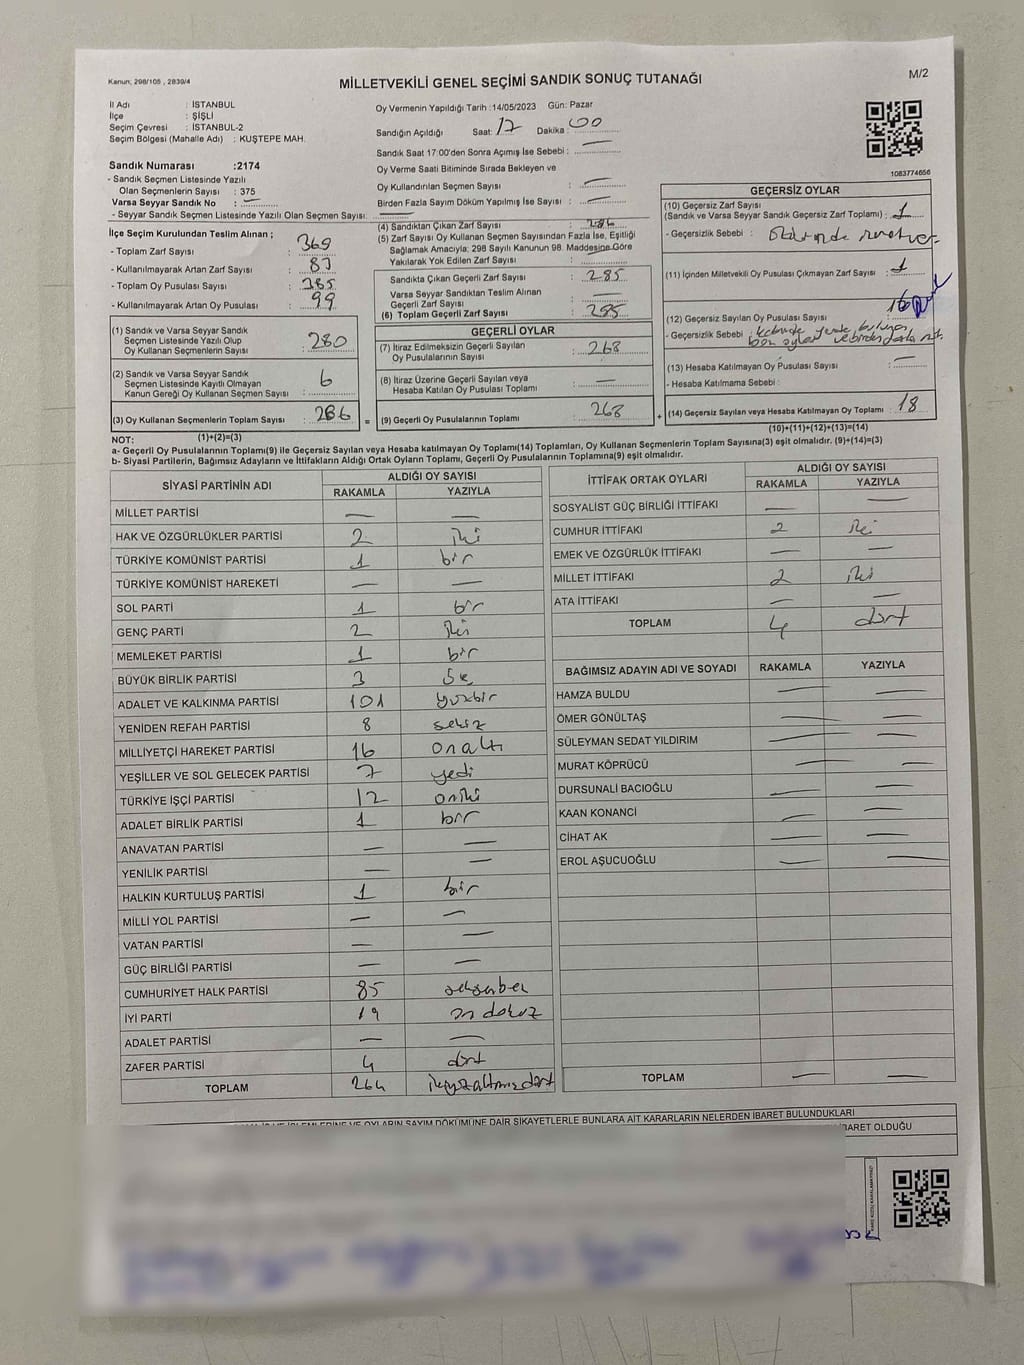 Kanun; 298/105 , 2839/4
MİLLETVEKİLİ GENEL SEÇİMİ SANDIK SONUÇ TUTANAĞI
M/2
İl Adı : İSTANBUL
İlçe : ŞİŞLİ
Seçim Çevresi : İSTANBUL-2
Seçim Bölgesi (Mahalle Adı) : KUŞTEPE MAH.
Sandık Numarası :2174
- Sandık Seçmen Listesinde Yazılı
Olan Seçmenlerin Sayısı : 375
Varsa Seyyar Sandık No : —
- Seyyar Sandık Seçmen Listesinde Yazılı Olan Seçmen Sayısı: —
Oy Vermenin Yapıldığı Tarih :14/05/2023 Gün: Pazar
Sandığın Açıldığı Saat: 17 Dakika : 00
Sandık Saat 17:00'den Sonra Açımış İse Sebebi : —
Oy Verme Saati Bitiminde Sırada Bekleyen ve
Oy Kullandırılan Seçmen Sayısı : —
Birden Fazla Sayım Döküm Yapılmış İse Sayısı : —
1083774656
İlçe Seçim Kurulundan Teslim Alınan ;
- Toplam Zarf Sayısı : 369
- Kullanılmayarak Artan Zarf Sayısı : 83
- Toplam Oy Pusulası Sayısı : 385
- Kullanılmayarak Artan Oy Pusulası : 99
(4) Sandıktan Çıkan Zarf Sayısı : 286
(5) Zarf Sayısı Oy Kullanan Seçmen Sayısından Fazla İse, Eşitliği
Sağlamak Amacıyla; 298 Sayılı Kanunun 98. Maddesine Göre
Yakılarak Yok Edilen Zarf Sayısı :
Sandıkta Çıkan Geçerli Zarf Sayısı : 285
Varsa Seyyar Sandıktan Teslim Alınan
Geçerli Zarf Sayısı : —
(6) Toplam Geçerli Zarf Sayısı : 285
GEÇERSİZ OYLAR
(10) Geçersiz Zarf Sayısı
(Sandık ve Varsa Seyyar Sandık Geçersiz Zarf Toplamı) : 1
- Geçersizlik Sebebi :
(11) İçinden Milletvekili Oy Pusulası Çıkmayan Zarf Sayısı : 1
(12) Geçersiz Sayılan Oy Pusulası Sayısı : 16
- Geçersizlik Sebebi :
(13) Hesaba Katılmayan Oy Pusulası Sayısı : —
- Hesaba Katılmama Sebebi :
(14) Geçersiz Sayılan veya Hesaba Katılmayan Oy Toplamı : 18
(10)+(11)+(12)+(13)=(14)
(1) Sandık ve Varsa Seyyar Sandık
Seçmen Listesinde Yazılı Olup
Oy Kullanan Seçmenlerin Sayısı : 280
(2) Sandık ve Varsa Seyyar Sandık
Seçmen Listesinde Kayıtlı Olmayan
Kanun Gereği Oy Kullanan Seçmen Sayısı : 6
(3) Oy Kullanan Seçmenlerin Toplam Sayısı : 286 =
(1)+(2)=(3)
GEÇERLİ OYLAR
(7) İtiraz Edilmeksizin Geçerli Sayılan
Oy Pusulalarının Sayısı : 268
(8) İtiraz Üzerine Geçerli Sayılan veya
Hesaba Katılan Oy Pusulası Toplamı : —
(9) Geçerli Oy Pusulalarının Toplamı : 268 +
NOT:
a- Geçerli Oy Pusulalarının Toplamı(9) ile Geçersiz Sayılan veya Hesaba katılmayan Oy Toplamı(14) Toplamları, Oy Kullanan Seçmenlerin Toplam Sayısına(3) eşit olmalıdır. (9)+(14)=(3)
b- Siyasi Partilerin, Bağımsız Adayların ve İttifakların Aldığı Ortak Oyların Toplamı, Geçerli Oy Pusulalarının Toplamına(9) eşit olmalıdır.
SİYASİ PARTİNİN ADI ALDIĞI OY SAYISI
RAKAMLA YAZIYLA
MİLLET PARTİSİ — —
HAK VE ÖZGÜRLÜKLER PARTİSİ 2 iki
TÜRKİYE KOMÜNİST PARTİSİ 1 bir
TÜRKİYE KOMÜNİST HAREKETİ — —
SOL PARTİ 1 bir
GENÇ PARTİ 2 iki
MEMLEKET PARTİSİ 1 bir
BÜYÜK BİRLİK PARTİSİ 3 üç
ADALET VE KALKINMA PARTİSİ 101 yüzbir
YENİDEN REFAH PARTİSİ 8 sekiz
MİLLİYETÇİ HAREKET PARTİSİ 16 onaltı
YEŞİLLER VE SOL GELECEK PARTİSİ 7 yedi
TÜRKİYE İŞÇİ PARTİSİ 12 oniki
ADALET BİRLİK PARTİSİ 1 bir
ANAVATAN PARTİSİ — —
YENİLİK PARTİSİ — —
HALKIN KURTULUŞ PARTİSİ 1 bir
MİLLİ YOL PARTİSİ — —
VATAN PARTİSİ — —
GÜÇ BİRLİĞİ PARTİSİ — —
CUMHURİYET HALK PARTİSİ 85 seksenbeş
İYİ PARTİ 19 on dokuz
ADALET PARTİSİ — —
ZAFER PARTİSİ 4 dört
TOPLAM 264 ikiyüzaltmışdört
İTTİFAK ORTAK OYLARI ALDIĞI OY SAYISI
RAKAMLA YAZIYLA
SOSYALİST GÜÇ BİRLİĞİ İTTİFAKI — —
CUMHUR İTTİFAKI 2 iki
EMEK VE ÖZGÜRLÜK İTTİFAKI — —
MİLLET İTTİFAKI 2 iki
ATA İTTİFAKI — —
TOPLAM 4 dört
BAĞIMSIZ ADAYIN ADI VE SOYADI RAKAMLA YAZIYLA
HAMZA BULDU — —
ÖMER GÖNÜLTAŞ — —
SÜLEYMAN SEDAT YILDIRIM — —
MURAT KÖPRÜCÜ — —
DURSUNALİ BACIOĞLU — —
KAAN KONANCİ — —
CİHAT AK — —
EROL AŞUCUOĞLU — —
TOPLAM — —
İŞLEMLERİNE VE OYLARIN SAYIM DÖKÜMÜNE DAİR ŞİKAYETLERLE BUNLARA AİT KARARLARIN NELERDEN İBARET BULUNDUKLARI
İBARET OLDUĞU